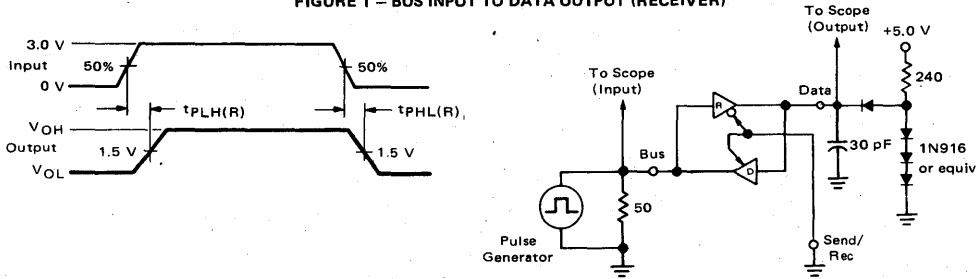 FIGURE 1 – BUS INPUT TO DATA OUTPUT (RECEIVER)
3.0 V
Input
50%
50%
0 V
tPLH(R)
tPHL(R)
VOH
Output
1.5 V
1.5 V
VOL
To Scope
(Output)
+5.0 V
To Scope
(Input)
240
Data
R
30 pF
1N916
or equiv
Bus
D
50
Pulse
Generator
Send/
Rec